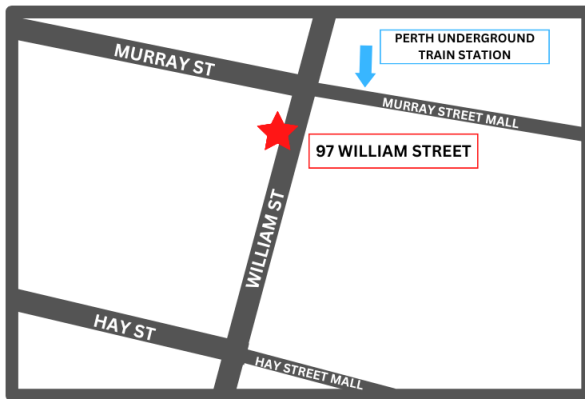 PERTH UNDERGROUND
TRAIN STATION
MURRAY ST
MURRAY STREET MALL
97 WILLIAM STREET
WILLIAM ST
HAY ST
HAY STREET MALL